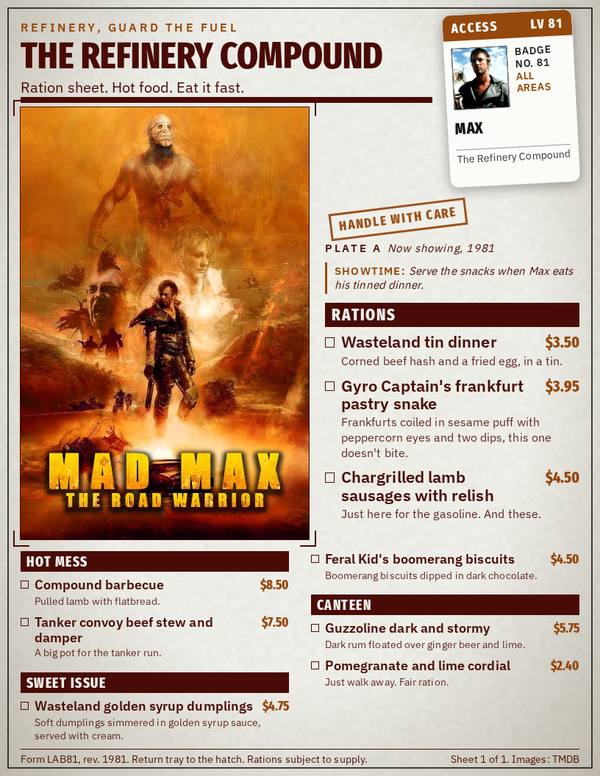 REFINERY, GUARD THE FUEL
THE REFINERY COMPOUND
Ration sheet. Hot food. Eat it fast.
ACCESS LV 81
BADGE
NO. 81
ALL
AREAS
MAX
The Refinery Compound
MAD MAX
THE ROAD WARRIOR
HANDLE WITH CARE
PLATE A Now showing, 1981
SHOWTIME: Serve the snacks when Max eats
his tinned dinner.
RATIONS
Wasteland tin dinner $3.50
Corned beef hash and a fried egg, in a tin.
Gyro Captain's frankfurt $3.95
pastry snake
Frankfurts coiled in sesame puff with
peppercorn eyes and two dips, this one
doesn't bite.
Chargrilled lamb $4.50
sausages with relish
Just here for the gasoline. And these.
HOT MESS
Compound barbecue $8.50
Pulled lamb with flatbread.
Tanker convoy beef stew and $7.50
damper
A big pot for the tanker run.
SWEET ISSUE
Wasteland golden syrup dumplings $4.75
Soft dumplings simmered in golden syrup sauce,
served with cream.
Feral Kid's boomerang biscuits $4.50
Boomerang biscuits dipped in dark chocolate.
CANTEEN
Guzzoline dark and stormy $5.75
Dark rum floated over ginger beer and lime.
Pomegranate and lime cordial $2.40
Just walk away. Fair ration.
Form LAB81, rev. 1981. Return tray to the hatch. Rations subject to supply.
Sheet 1 of 1. Images: TMDB